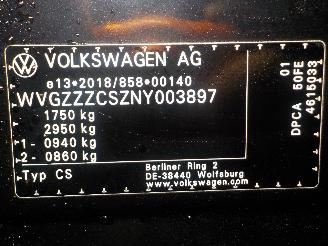 VOLKSWAGEN AG
e13*2018/858*00140
WVGZZZCSZNY003897
1750 kg
2950 kg
1- 0940 kg
2- 0860 kg
Typ CS
Berliner Ring 2
DE-38440 Wolfsburg
www.volkswagen.com
01
DPCA 50FE
4615933